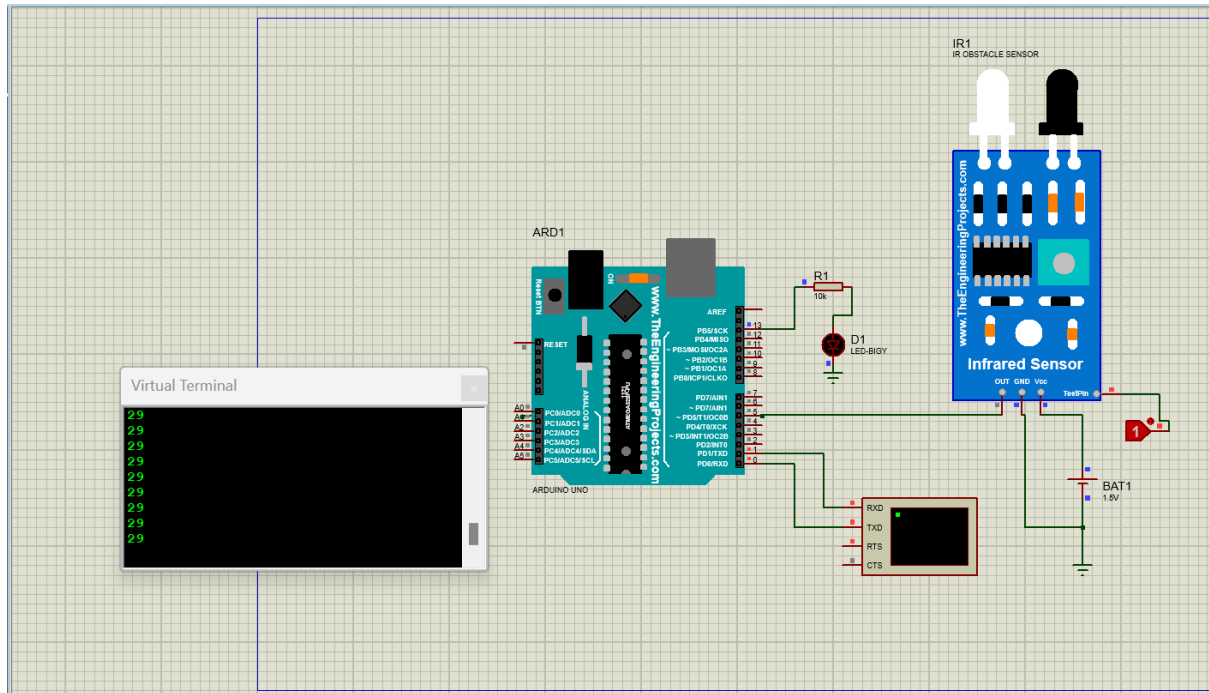 IR1
IR OBSTACLE SENSOR
www.TheEngineeringProjects.com
Infrared Sensor
OUT GND Vcc
TestPin
1
BAT1
1.5V
ARD1
Reset BTN
ON
www.TheEngineeringProjects.com
ANALOG IN
RESET
A0
A2
A3
A4
A5
PC0/ADC0
PC1/ADC1
PC2/ADC2
PC3/ADC3
PC4/ADC4/SDA
PC5/ADC5/SCL
AREF
PB5/SCK 13
PB4/MISO 12
~ PB3/MOSI/OC2A 11
~ PB2/OC1B 10
~ PB1/OC1A 9
PB0/ICP1/CLKO 8
PD7/AIN1 7
~ PD7/AIN1 6
~ PD5/T1/OC0B 5
PD4/T0/XCK 4
~ PD3/INT1/OC2B 3
PD2/INT0 2
PD1/TXD 1
PD0/RXD 0
ARDUINO UNO
R1
10k
D1
LED-BIGY
RXD
TXD
RTS
CTS
Virtual Terminal
29
29
29
29
29
29
29
29
29